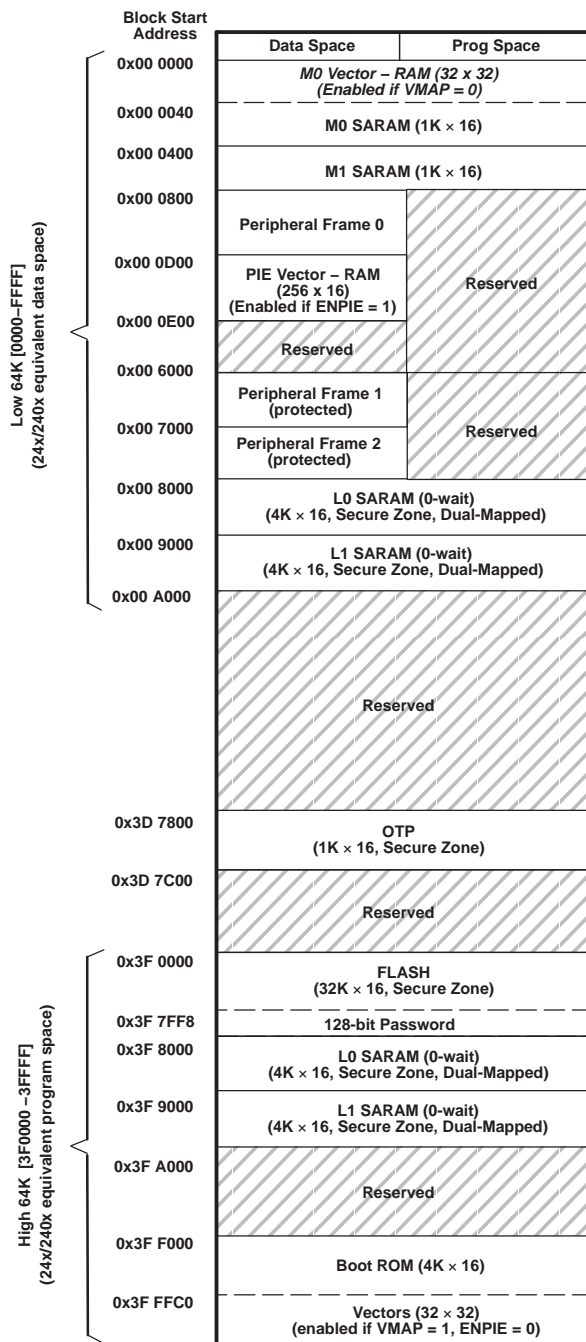 Block Start
Address
Data Space
Prog Space
0x00 0000
M0 Vector – RAM (32 x 32)
(Enabled if VMAP = 0)
0x00 0040
M0 SARAM (1K × 16)
0x00 0400
M1 SARAM (1K × 16)
0x00 0800
Peripheral Frame 0
0x00 0D00
PIE Vector – RAM
(256 x 16)
(Enabled if ENPIE = 1)
Reserved
0x00 0E00
Reserved
0x00 6000
Peripheral Frame 1
(protected)
0x00 7000
Peripheral Frame 2
(protected)
Reserved
0x00 8000
L0 SARAM (0-wait)
(4K × 16, Secure Zone, Dual-Mapped)
0x00 9000
L1 SARAM (0-wait)
(4K × 16, Secure Zone, Dual-Mapped)
0x00 A000
Low 64K [0000–FFFF]
(24x/240x equivalent data space)
Reserved
0x3D 7800
OTP
(1K × 16, Secure Zone)
0x3D 7C00
Reserved
0x3F 0000
FLASH
(32K × 16, Secure Zone)
0x3F 7FF8
128-bit Password
0x3F 8000
L0 SARAM (0-wait)
(4K × 16, Secure Zone, Dual-Mapped)
0x3F 9000
L1 SARAM (0-wait)
(4K × 16, Secure Zone, Dual-Mapped)
0x3F A000
Reserved
0x3F F000
Boot ROM (4K × 16)
0x3F FFC0
Vectors (32 × 32)
(enabled if VMAP = 1, ENPIE = 0)
High 64K [3F0000 –3FFFF]
(24x/240x equivalent program space)